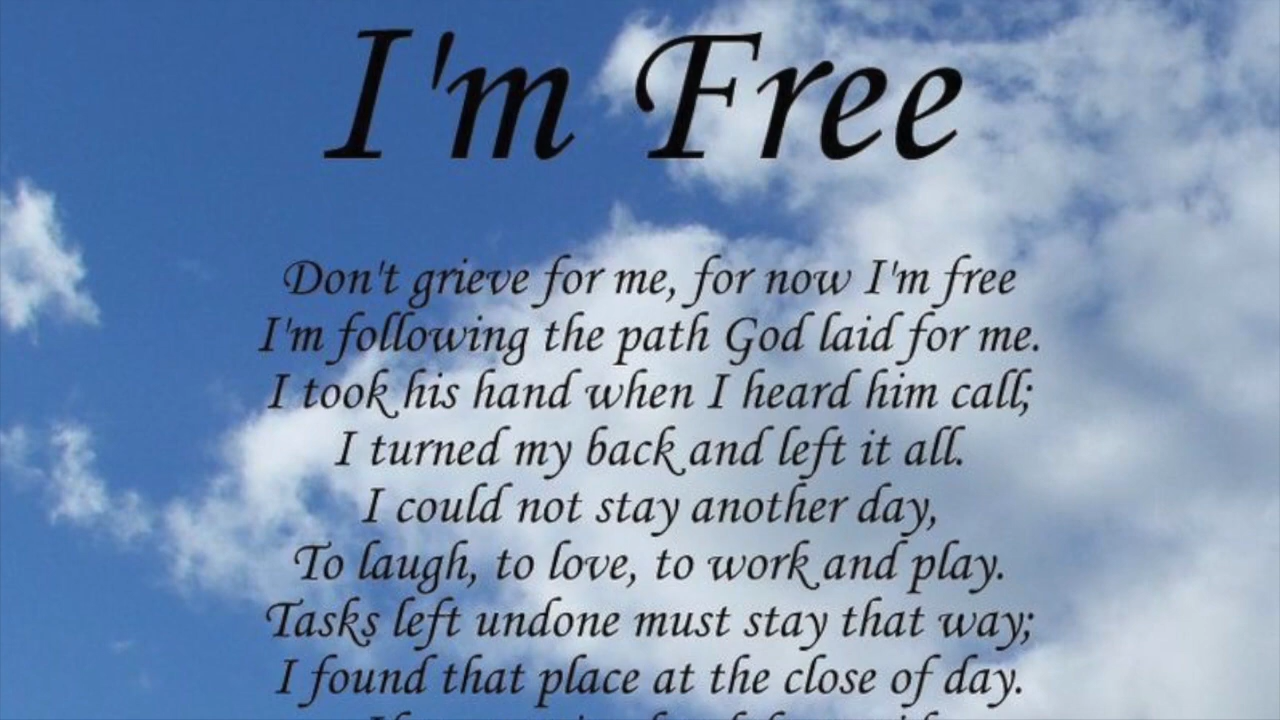 I'm Free
Don't grieve for me, for now I'm free
I'm following the path God laid for me.
I took his hand when I heard him call;
I turned my back and left it all.
I could not stay another day,
To laugh, to love, to work and play.
Tasks left undone must stay that way;
I found that place at the close of day.